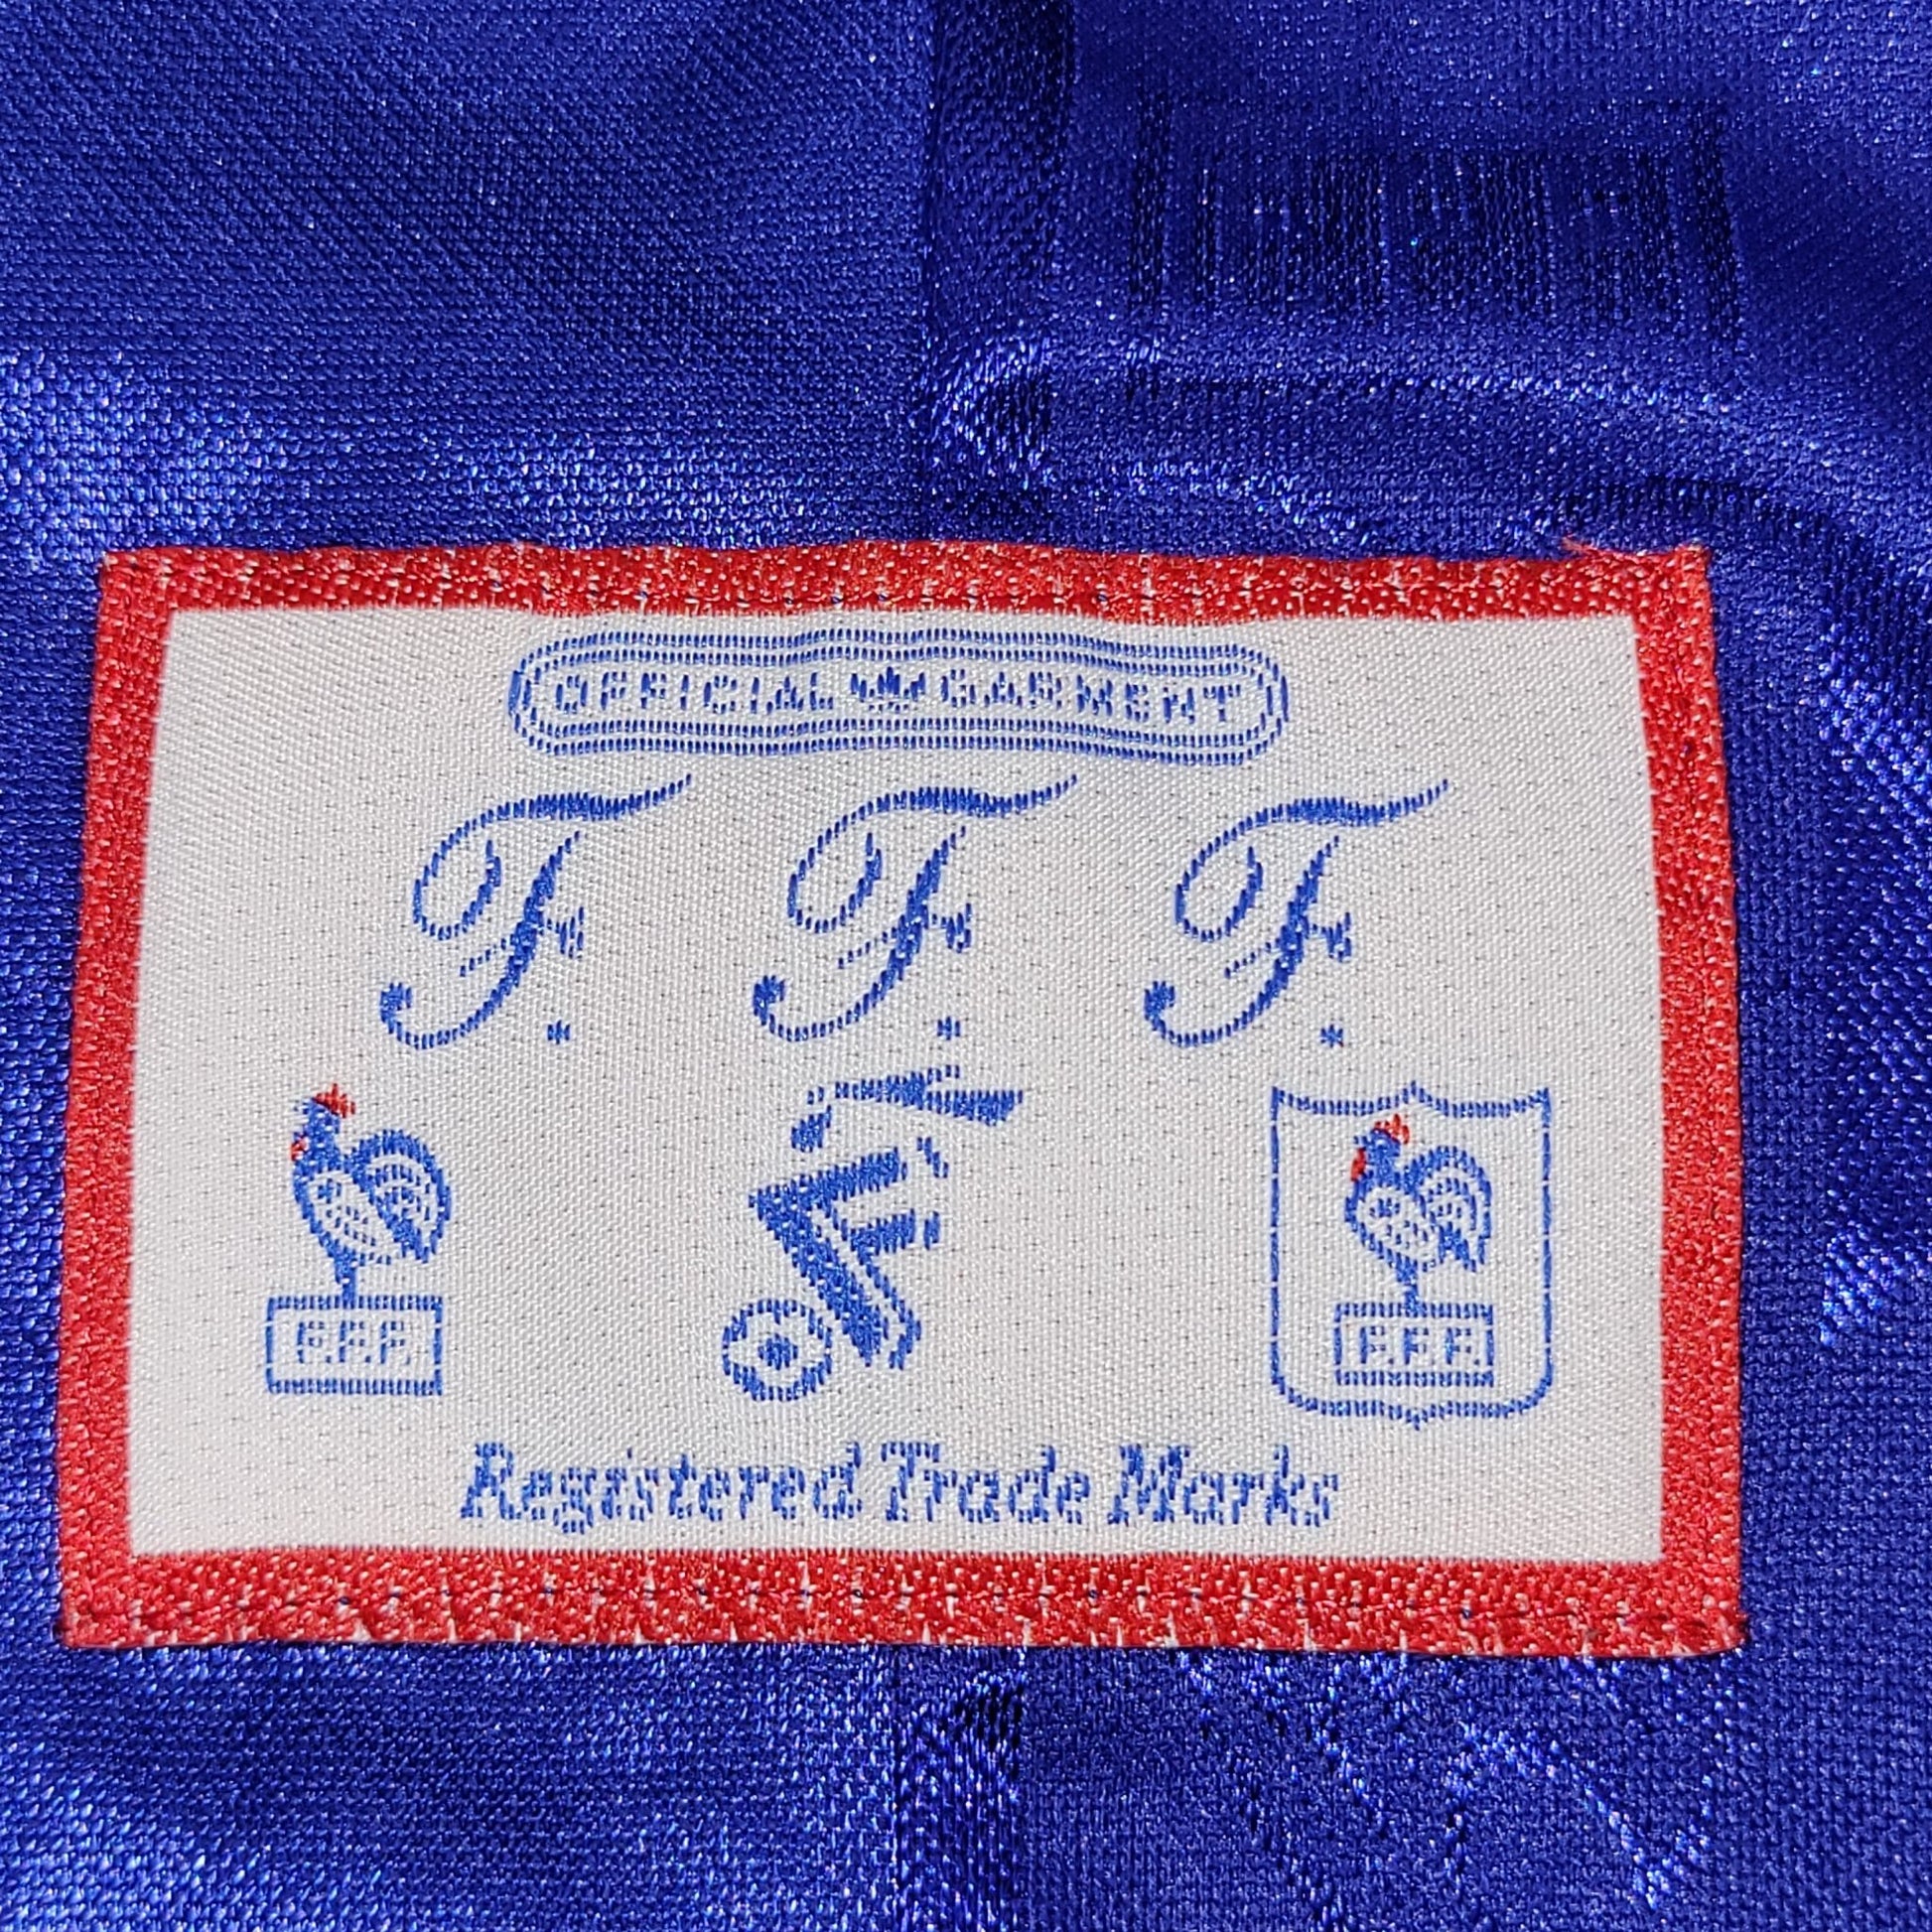 OFFICIAL GARMENT
F. F. F.
F.F.F. F.F.F.
Registered Trade Marks